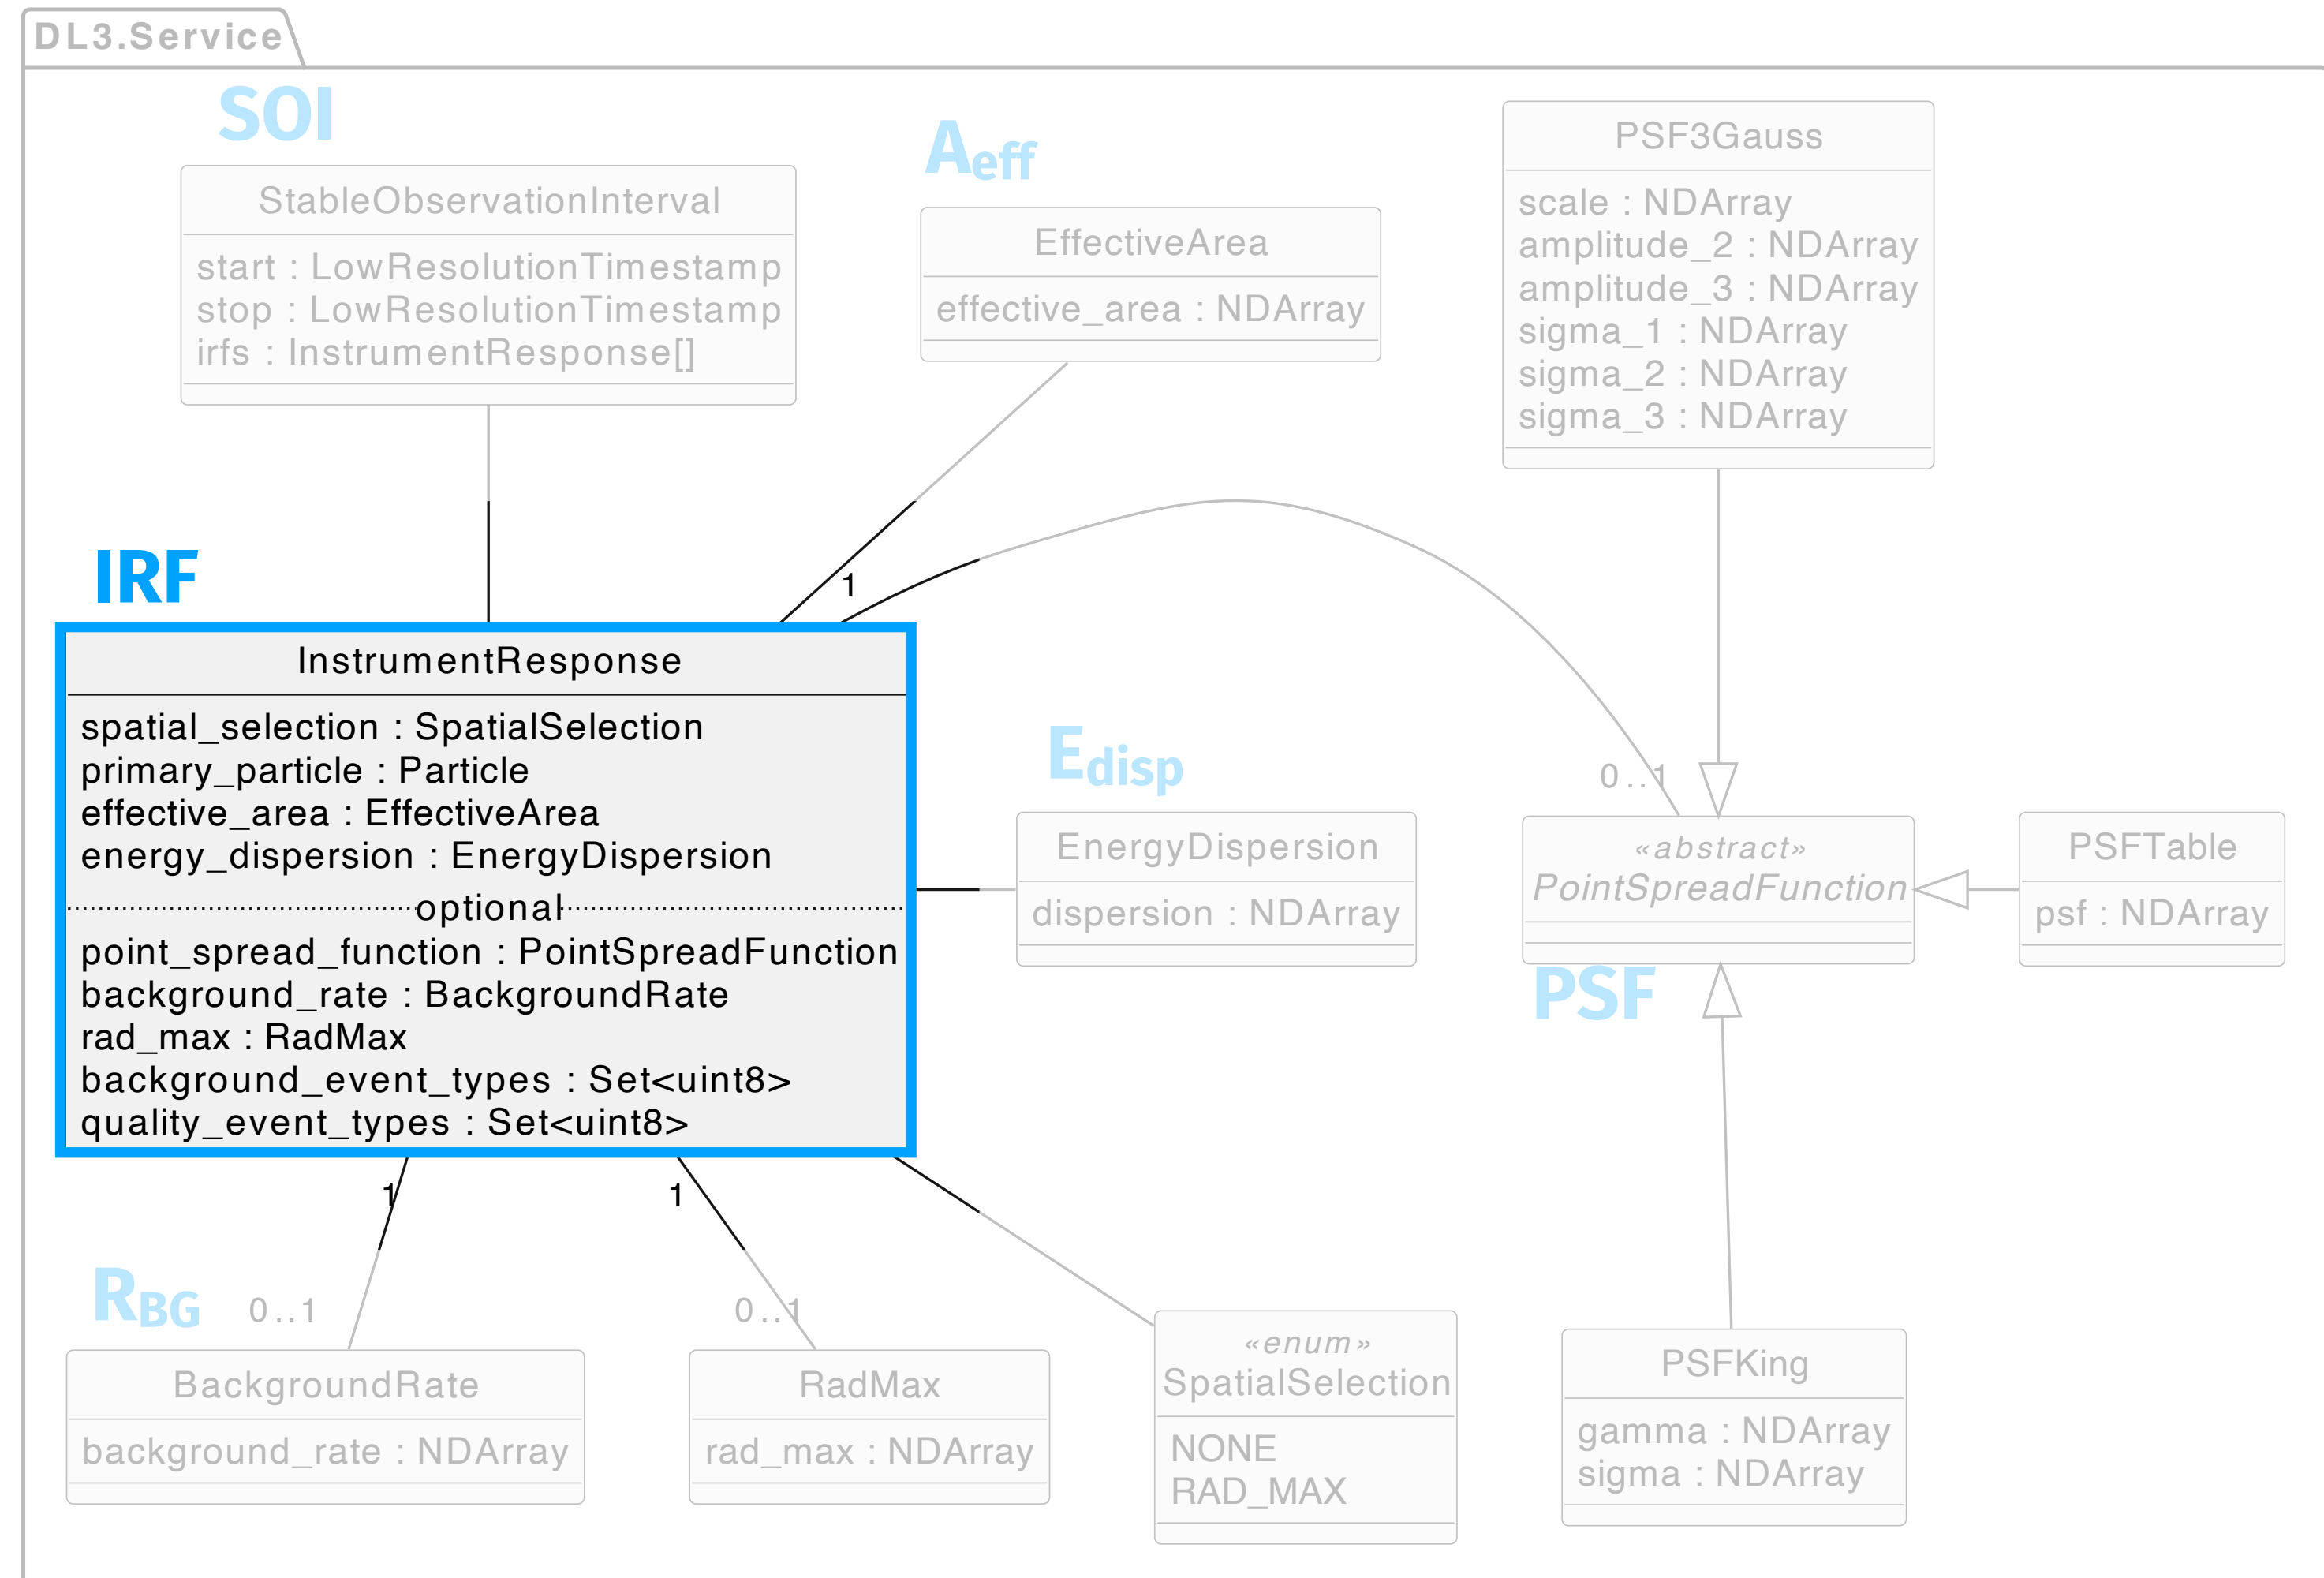 DL3.Service
SOI
StableObservationInterval
start : LowResolutionTimestamp
stop : LowResolutionTimestamp
irfs : InstrumentResponse[]
Aeff
EffectiveArea
effective_area : NDArray
PSF3Gauss
scale : NDArray
amplitude_2 : NDArray
amplitude_3 : NDArray
sigma_1 : NDArray
sigma_2 : NDArray
sigma_3 : NDArray
IRF
1
InstrumentResponse
spatial_selection : SpatialSelection
primary_particle : Particle
effective_area : EffectiveArea
energy_dispersion : EnergyDispersion
optional
point_spread_function : PointSpreadFunction
background_rate : BackgroundRate
rad_max : RadMax
background_event_types : Set<uint8>
quality_event_types : Set<uint8>
Edisp
EnergyDispersion
dispersion : NDArray
0..1
«abstract»
PointSpreadFunction
PSF
PSFTable
psf : NDArray
1
1
RBG
0..1
0..1
BackgroundRate
background_rate : NDArray
RadMax
rad_max : NDArray
«enum»
SpatialSelection
NONE
RAD_MAX
PSFKing
gamma : NDArray
sigma : NDArray